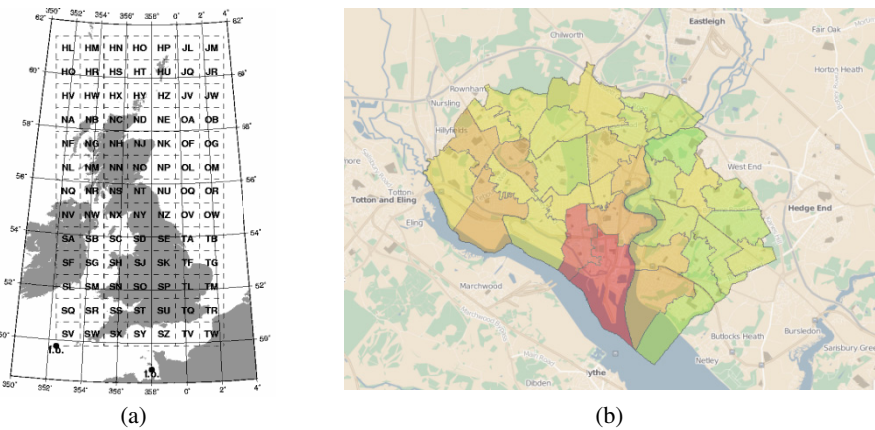 62˚ 354˚ 356˚ 358˚ 0˚ 2˚ 62˚
HL HM HN HO HP JL JM
60˚ HQ HR HS HT HU JQ JR 60˚
HV HW HX HY HZ JV JW
58˚ NA NB NC ND NE OA OB 58˚
NF NG NH NJ NK OF OG
56˚ NL NM NN NO NP OL OM 56˚
NQ NR NS NU OQ OR
NV NW NX NY NZ OV OW
54˚ SA SB SC SD SE TA TB 54˚
SF SG SH SJ SK TF TG
52˚ SL SM SN SO SP TL TM 52˚
SQ SR SS ST SU TQ TR
50˚ SV SW SX SY SZ TV TW 50˚
f.o.
t.o.
350˚ 352˚ 354˚ 356˚ 358˚ 0˚ 2˚ 4˚
(a)
Eastleigh
Fair Oak
Chilworth
Horton Heath
Rownhams
Nursling
Hillyfields
West End
Totton
Totton and Eling
Hedge End
Eling
Marchwood
Bursledon
Butlocks Heath
Sarisbury Green
Netley
ythe
Dibden
(b)